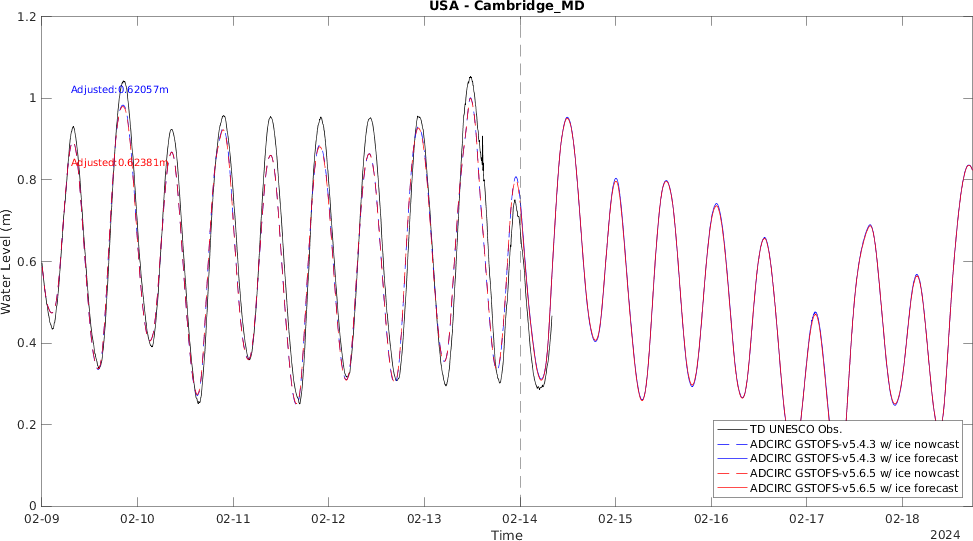 USA - Cambridge_MD
1.2
1
0.8
0.6
0.4
0.2
0
Water Level (m)
Adjusted:0.62057m
Adjusted:0.62381m
TD UNESCO Obs.
ADCIRC GSTOFS-v5.4.3 w/ ice nowcast
ADCIRC GSTOFS-v5.4.3 w/ ice forecast
ADCIRC GSTOFS-v5.6.5 w/ ice nowcast
ADCIRC GSTOFS-v5.6.5 w/ ice forecast
02-09 02-10 02-11 02-12 02-13 02-14 02-15 02-16 02-17 02-18
Time
2024